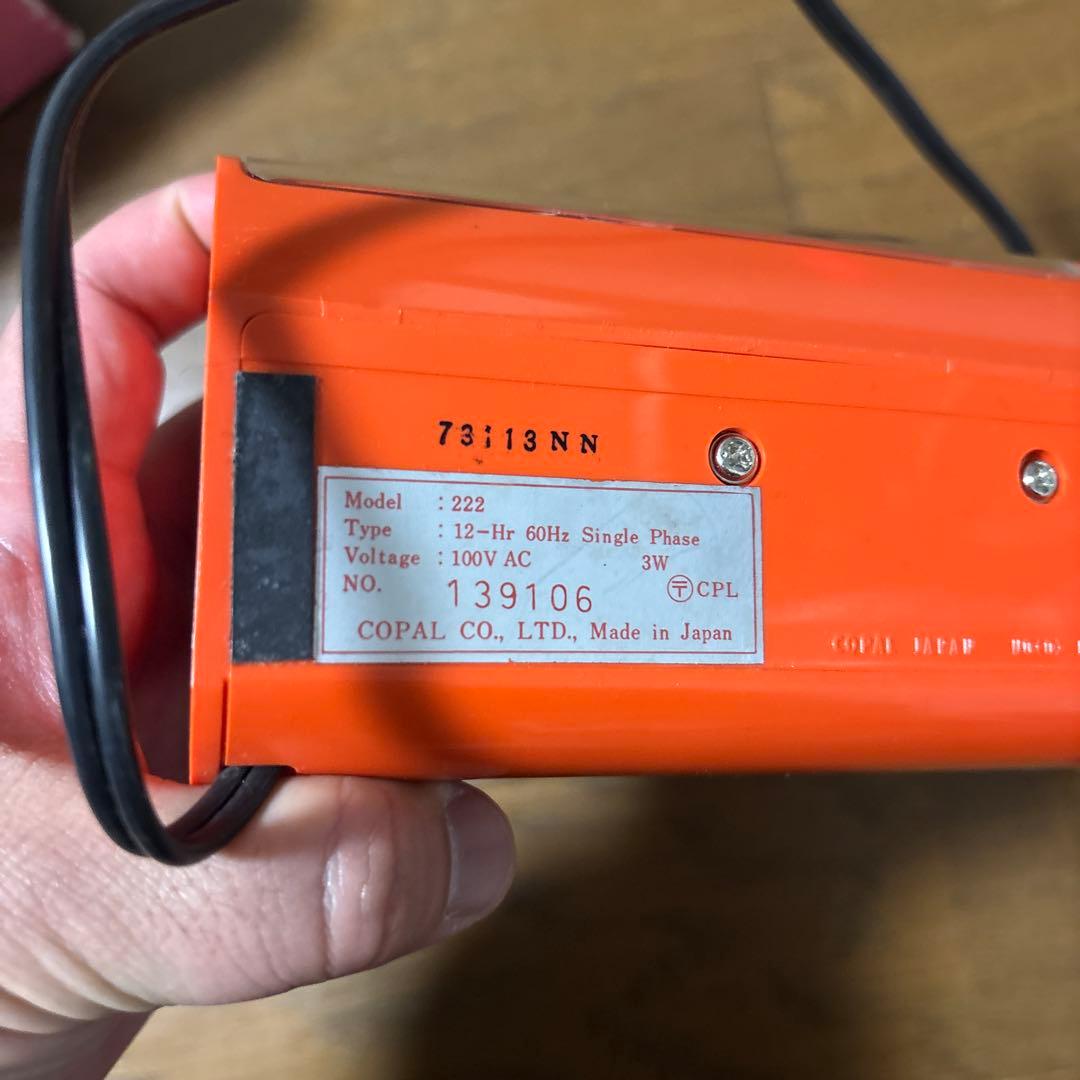 73113NN
Model : 222
Type : 12-Hr 60Hz Single Phase
Voltage : 100V AC 3W
NO. 139106 〶 CPL
COPAL CO., LTD., Made in Japan
COPAL JAPAN